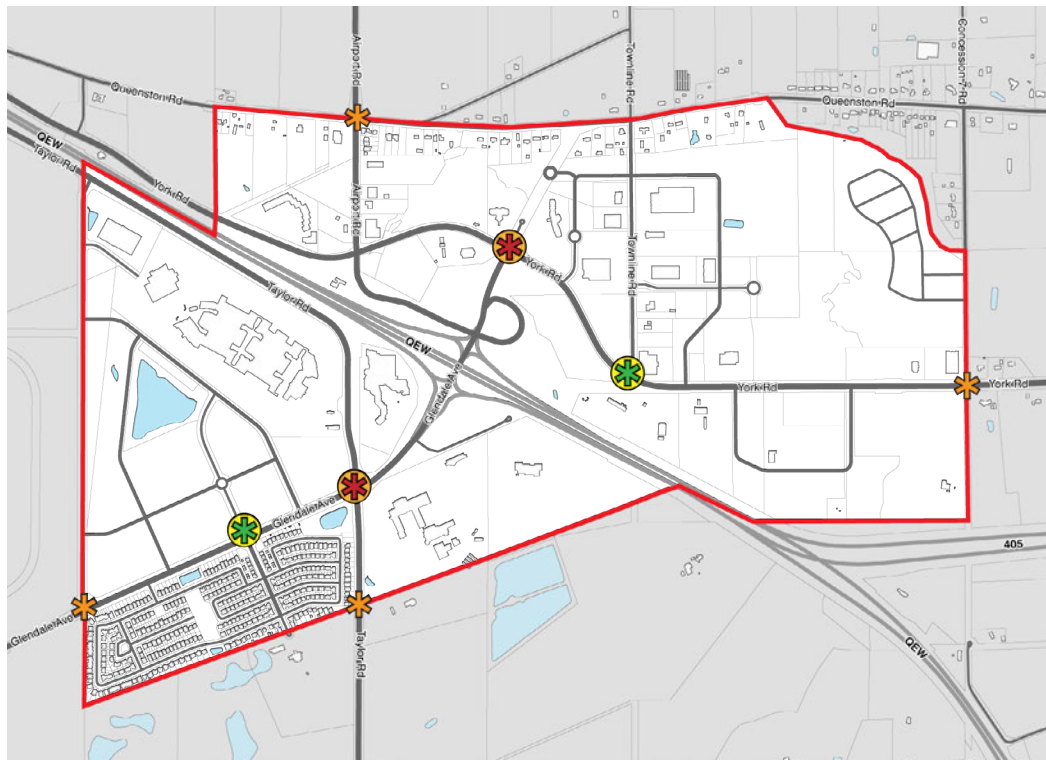 Airport Rd
Townline Rd
Concession 7 Rd
Queenston Rd
Queenston Rd
QEW
Taylor Rd
York Rd
Airport Rd
York Rd
Townline Rd
Taylor Rd
QEW
Glendale Ave
York Rd
York Rd
Glendale Ave
405
Glendale Ave
Taylor Rd
QEW